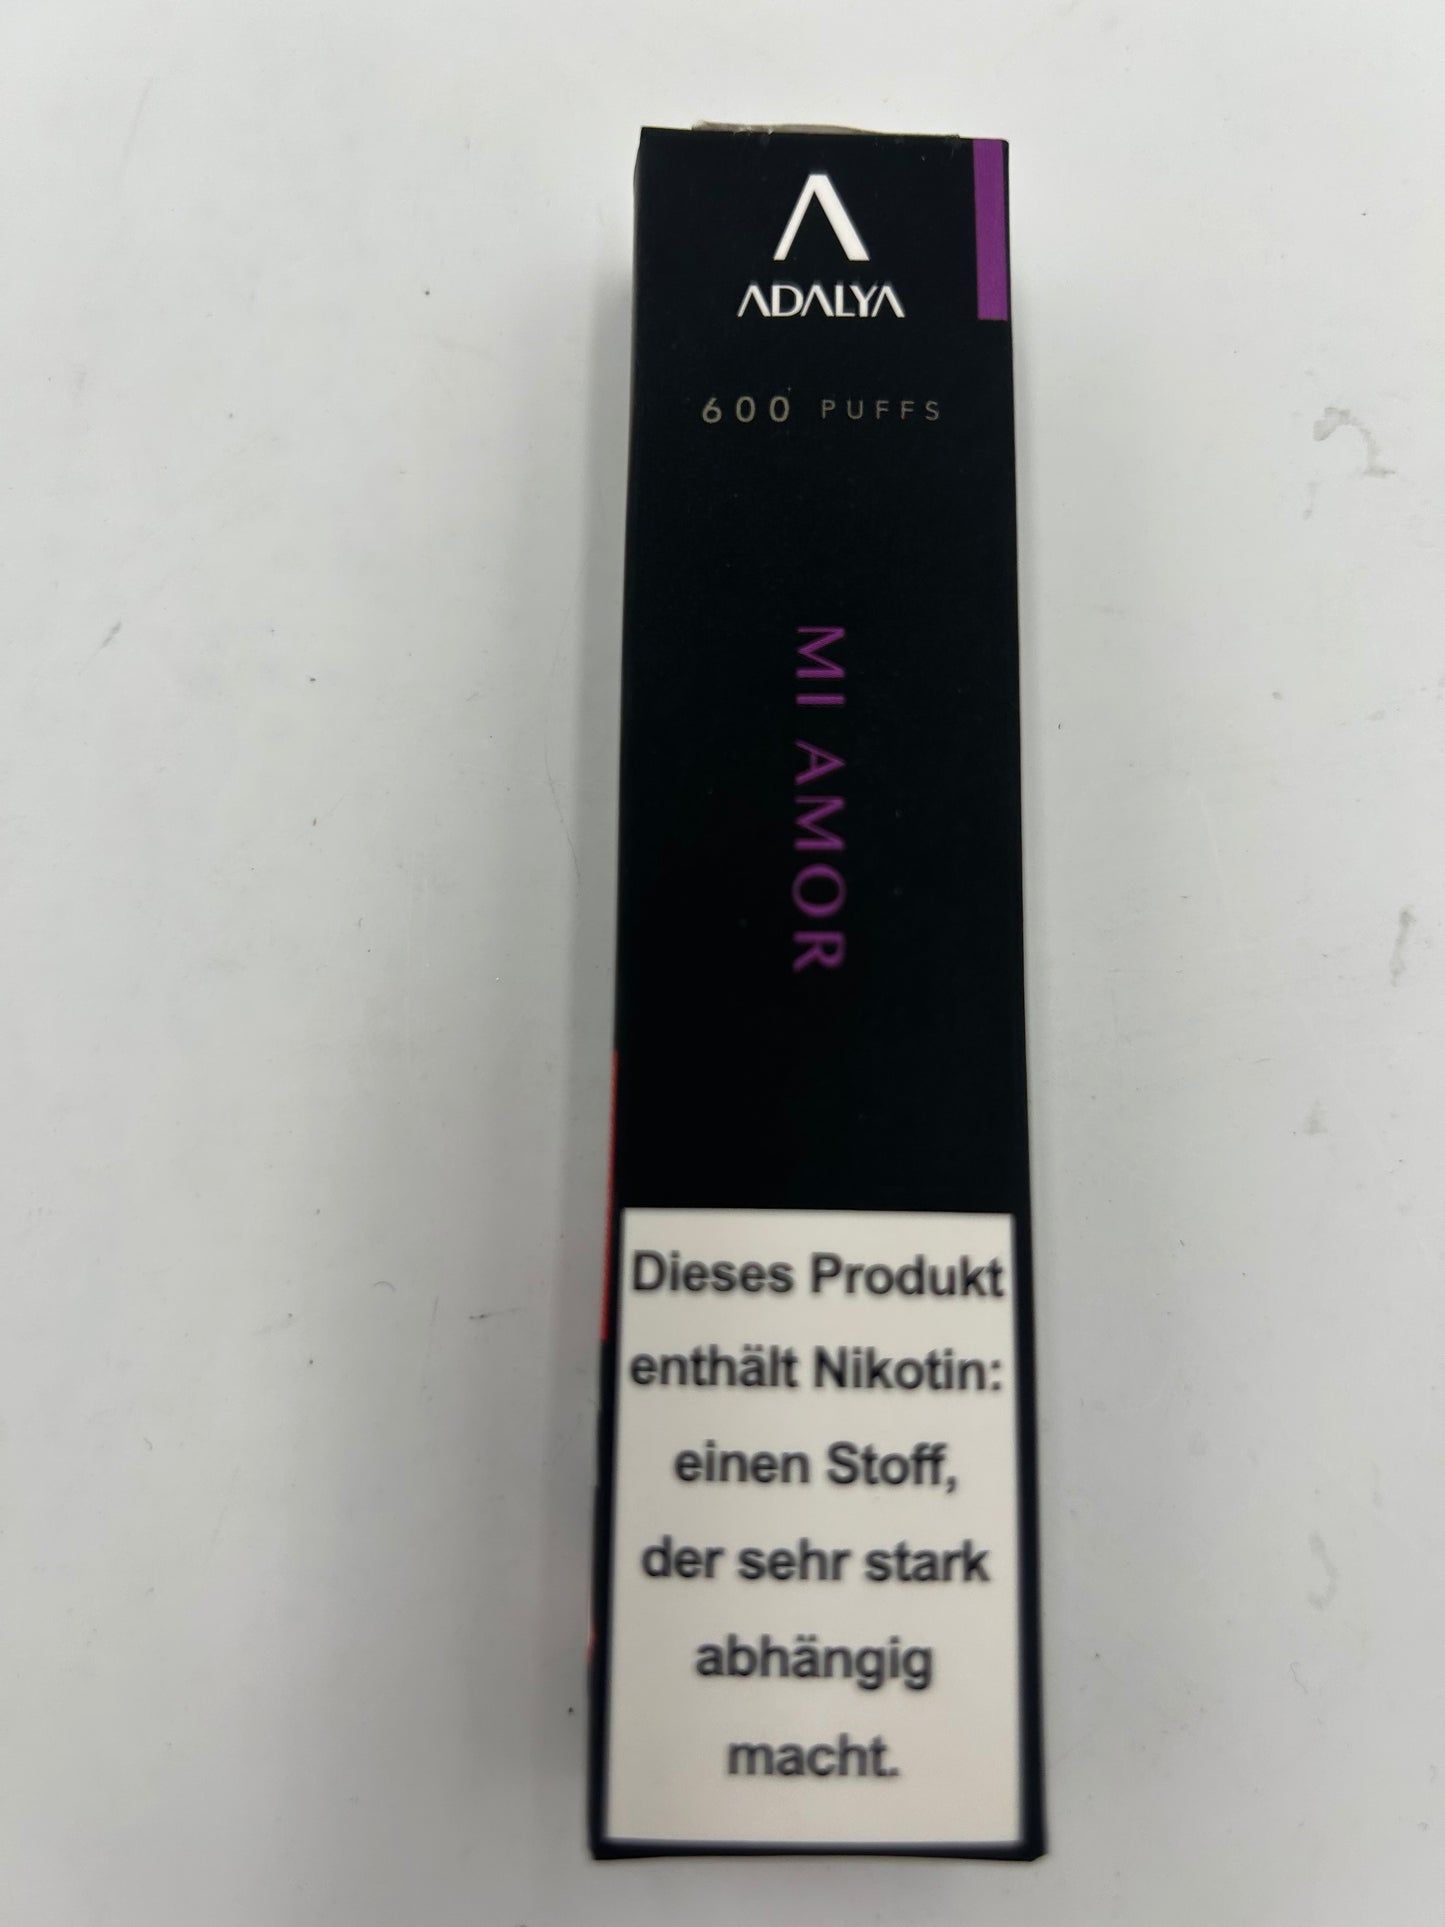 ADALYA
600 PUFFS
MI AMOR
Dieses Produkt
enthält Nikotin:
einen Stoff,
der sehr stark
abhängig
macht.